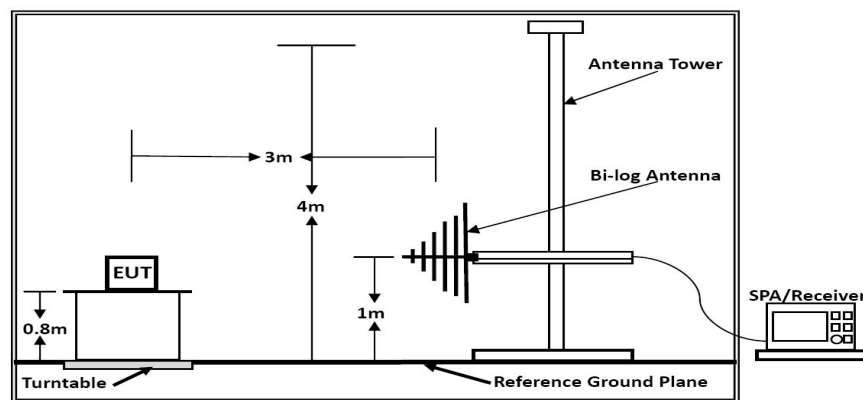 Antenna Tower
3m
Bi-log Antenna
4m
EUT
SPA/Receiver
0.8m
1m
Turntable
Reference Ground Plane